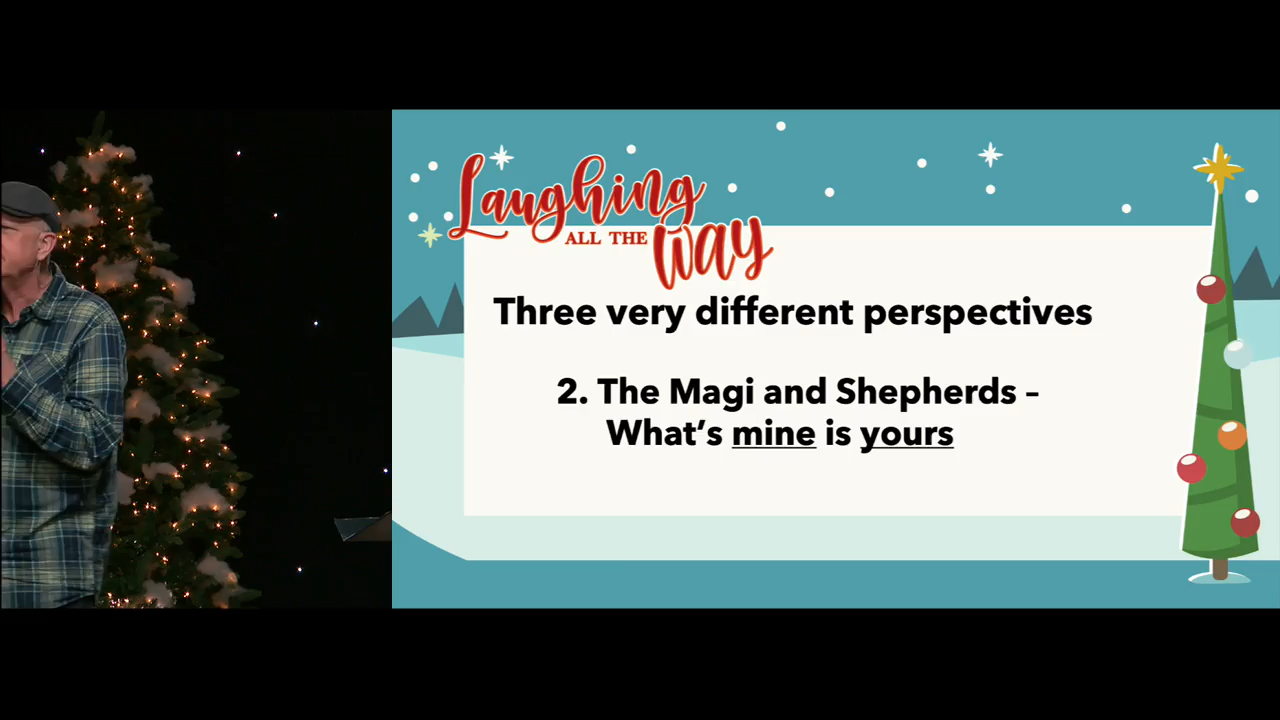 Laughing
ALL THE Way
Three very different perspectives
2. The Magi and Shepherds –
What’s mine is yours